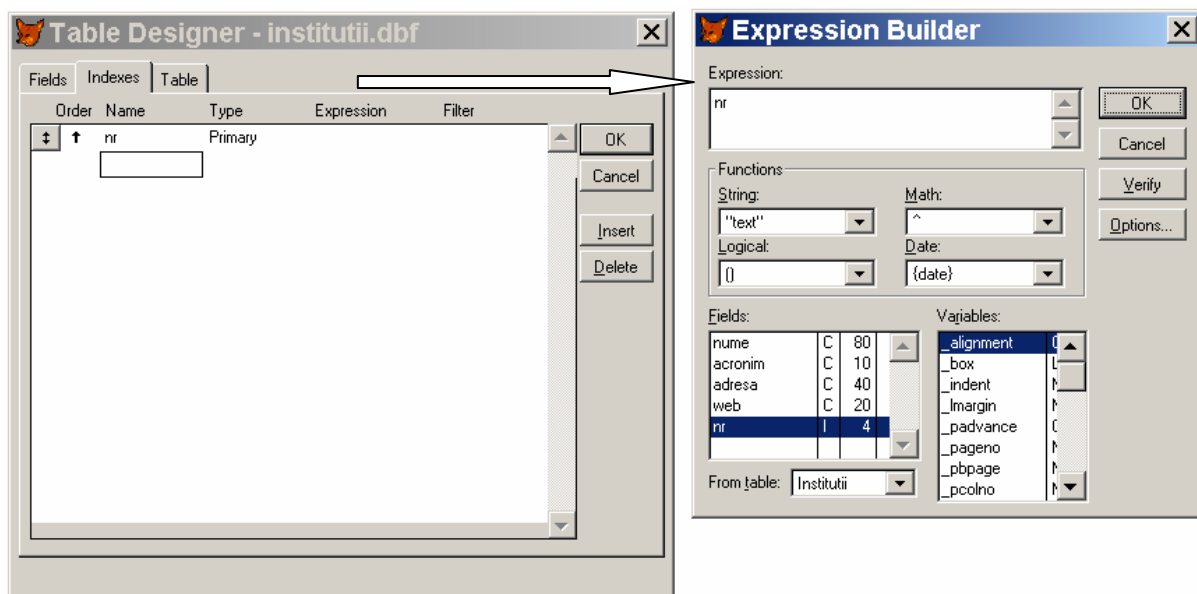 Table Designer - institutii.dbf
Fields Indexes Table
Order Name Type Expression Filter
nr Primary
OK
Cancel
Insert
Delete
Expression Builder
Expression:
nr
OK
Cancel
Verify
Options...
Functions
String: Math:
"text" ^
Logical: Date:
() {date}
Fields: Variables:
nume C 80
acronim C 10
adresa C 40
web C 20
nr I 4
_alignment
_box
_indent
_lmargin
_padvance
_pageno
_pbpage
_pcolno
From table: Institutii